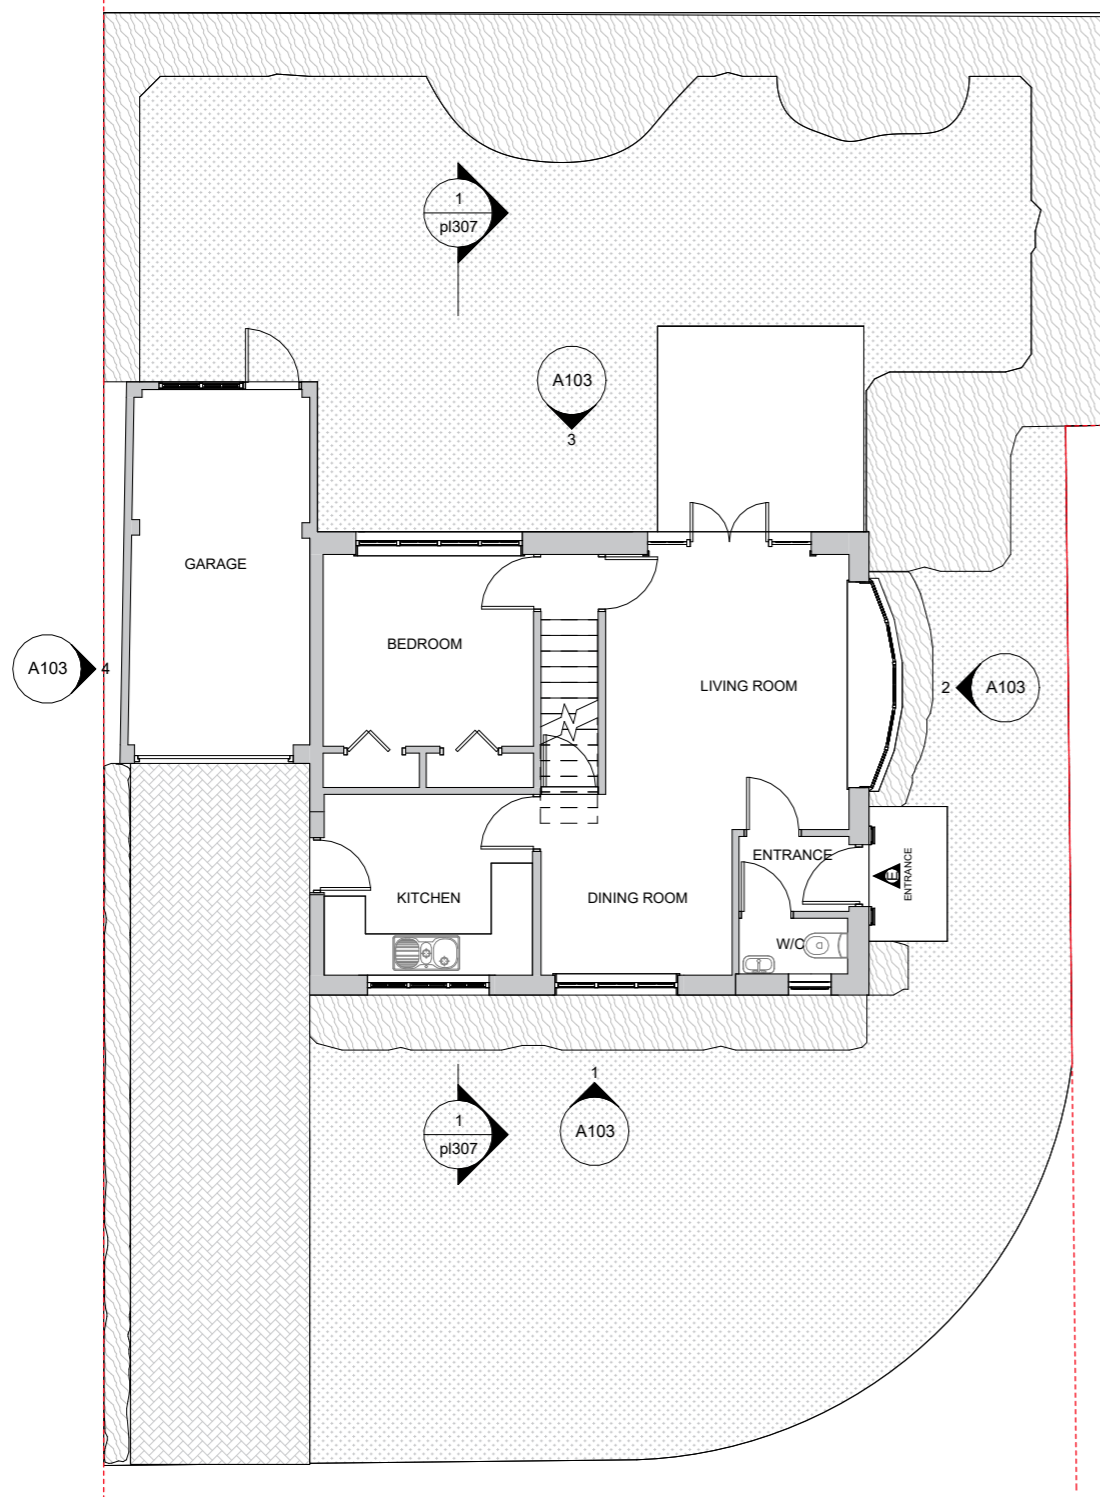 1
pl307
A103
3
GARAGE
BEDROOM
A103
4
LIVING ROOM
2
A103
ENTRANCE
E
ENTRANCE
KITCHEN
DINING ROOM
W/C
1
pl307
1
A103